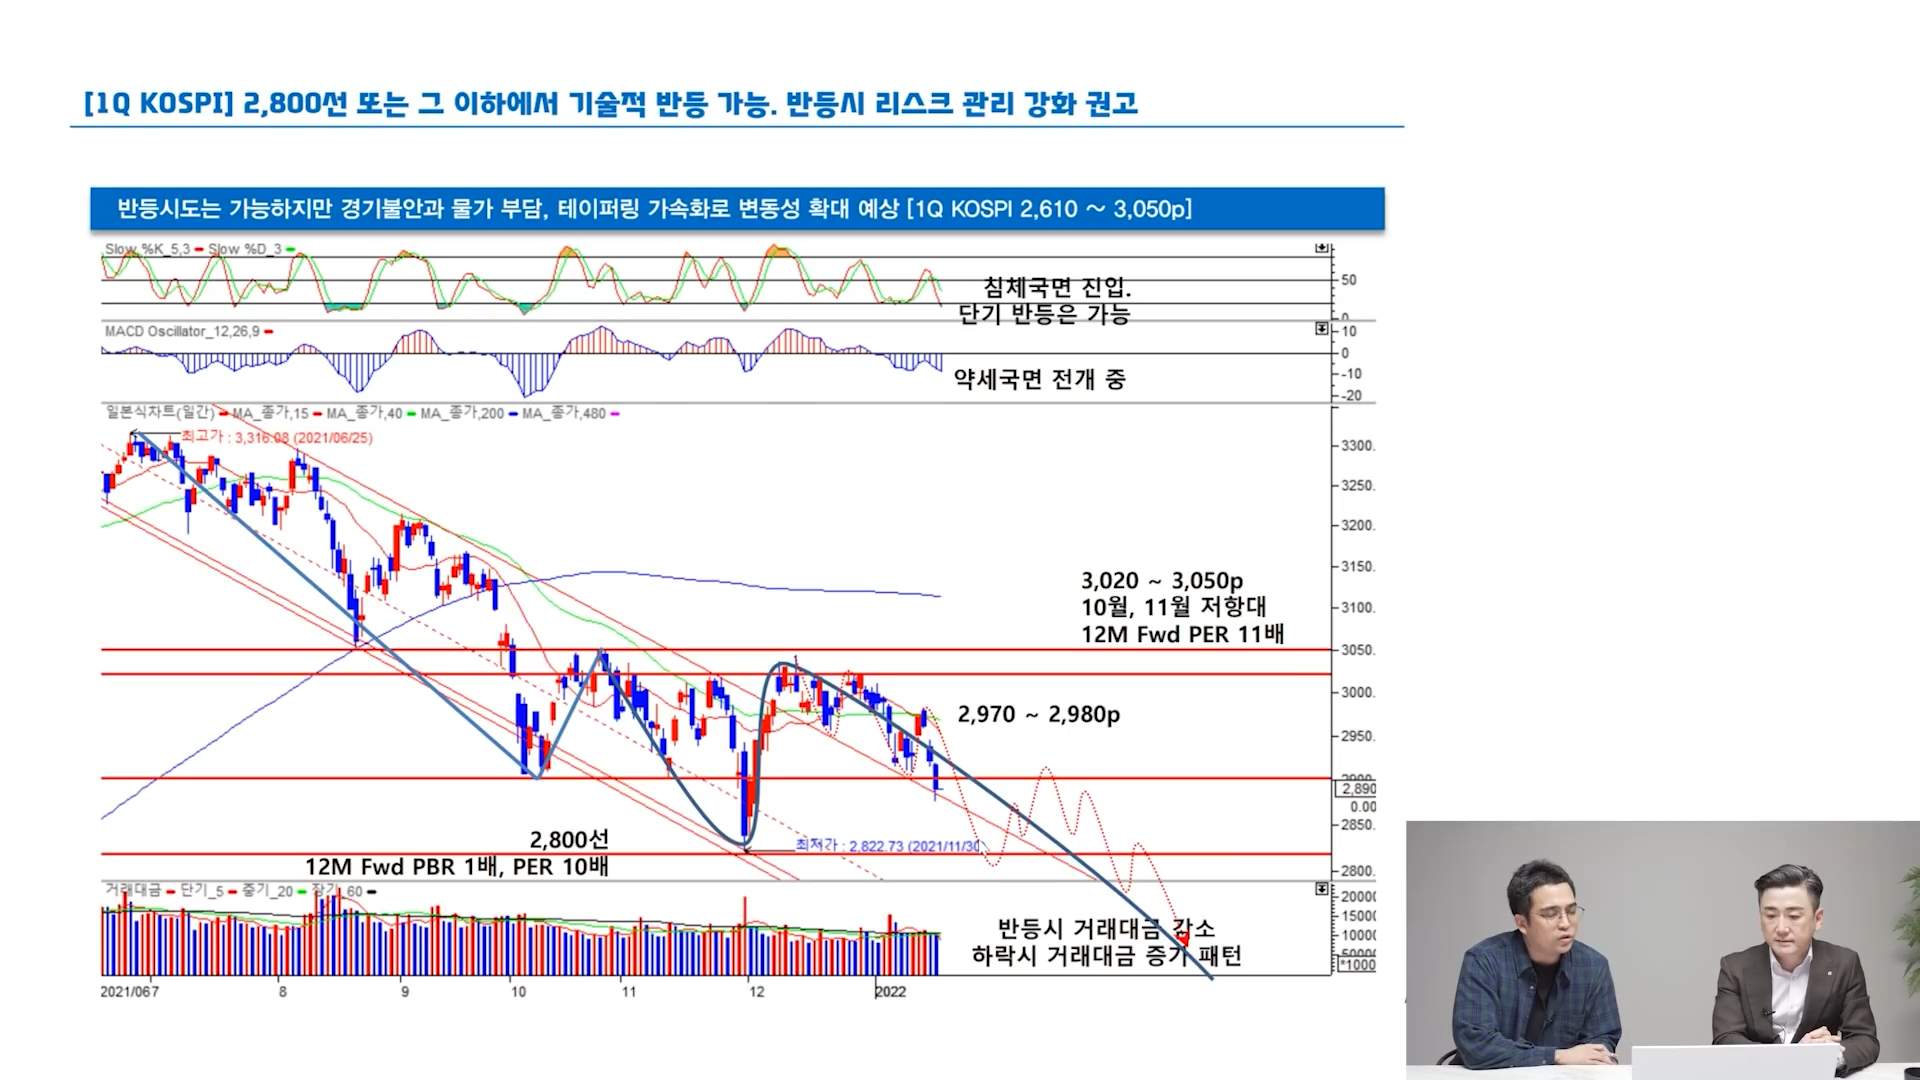 [1Q KOSPI] 2,800선 또는 그 이하에서 기술적 반등 가능. 반등시 리스크 관리 강화 권고
반등시도는 가능하지만 경기불안과 물가 부담, 테이퍼링 가속화로 변동성 확대 예상 [1Q KOSPI 2,610 ~ 3,050p]
Slow %K_5,3 Slow %D_3
50
0
침체국면 진입.
단기 반등은 가능
MACD Oscillator_12,26,9
10
0
-10
-20
약세국면 전개 중
일본식차트(일간) MA_종가,15 MA_종가,40 MA_종가,200 MA_종가,480
최고가 : 3,316.08 (2021/06/25)
3300.
3250.
3200.
3150.
3100.
3050.
3000.
2950.
2900.
2,890
0.00
2850.
2800.
3,020 ~ 3,050p
10월, 11월 저항대
12M Fwd PER 11배
2,970 ~ 2,980p
2,800선
12M Fwd PBR 1배, PER 10배
최저가 : 2,822.73 (2021/11/30)
거래대금 단기_5 중기_20 장기_60
20000
15000
10000
5000
*1000
반등시 거래대금 감소
하락시 거래대금 증가 패턴
2021/067 8 9 10 11 12 2022